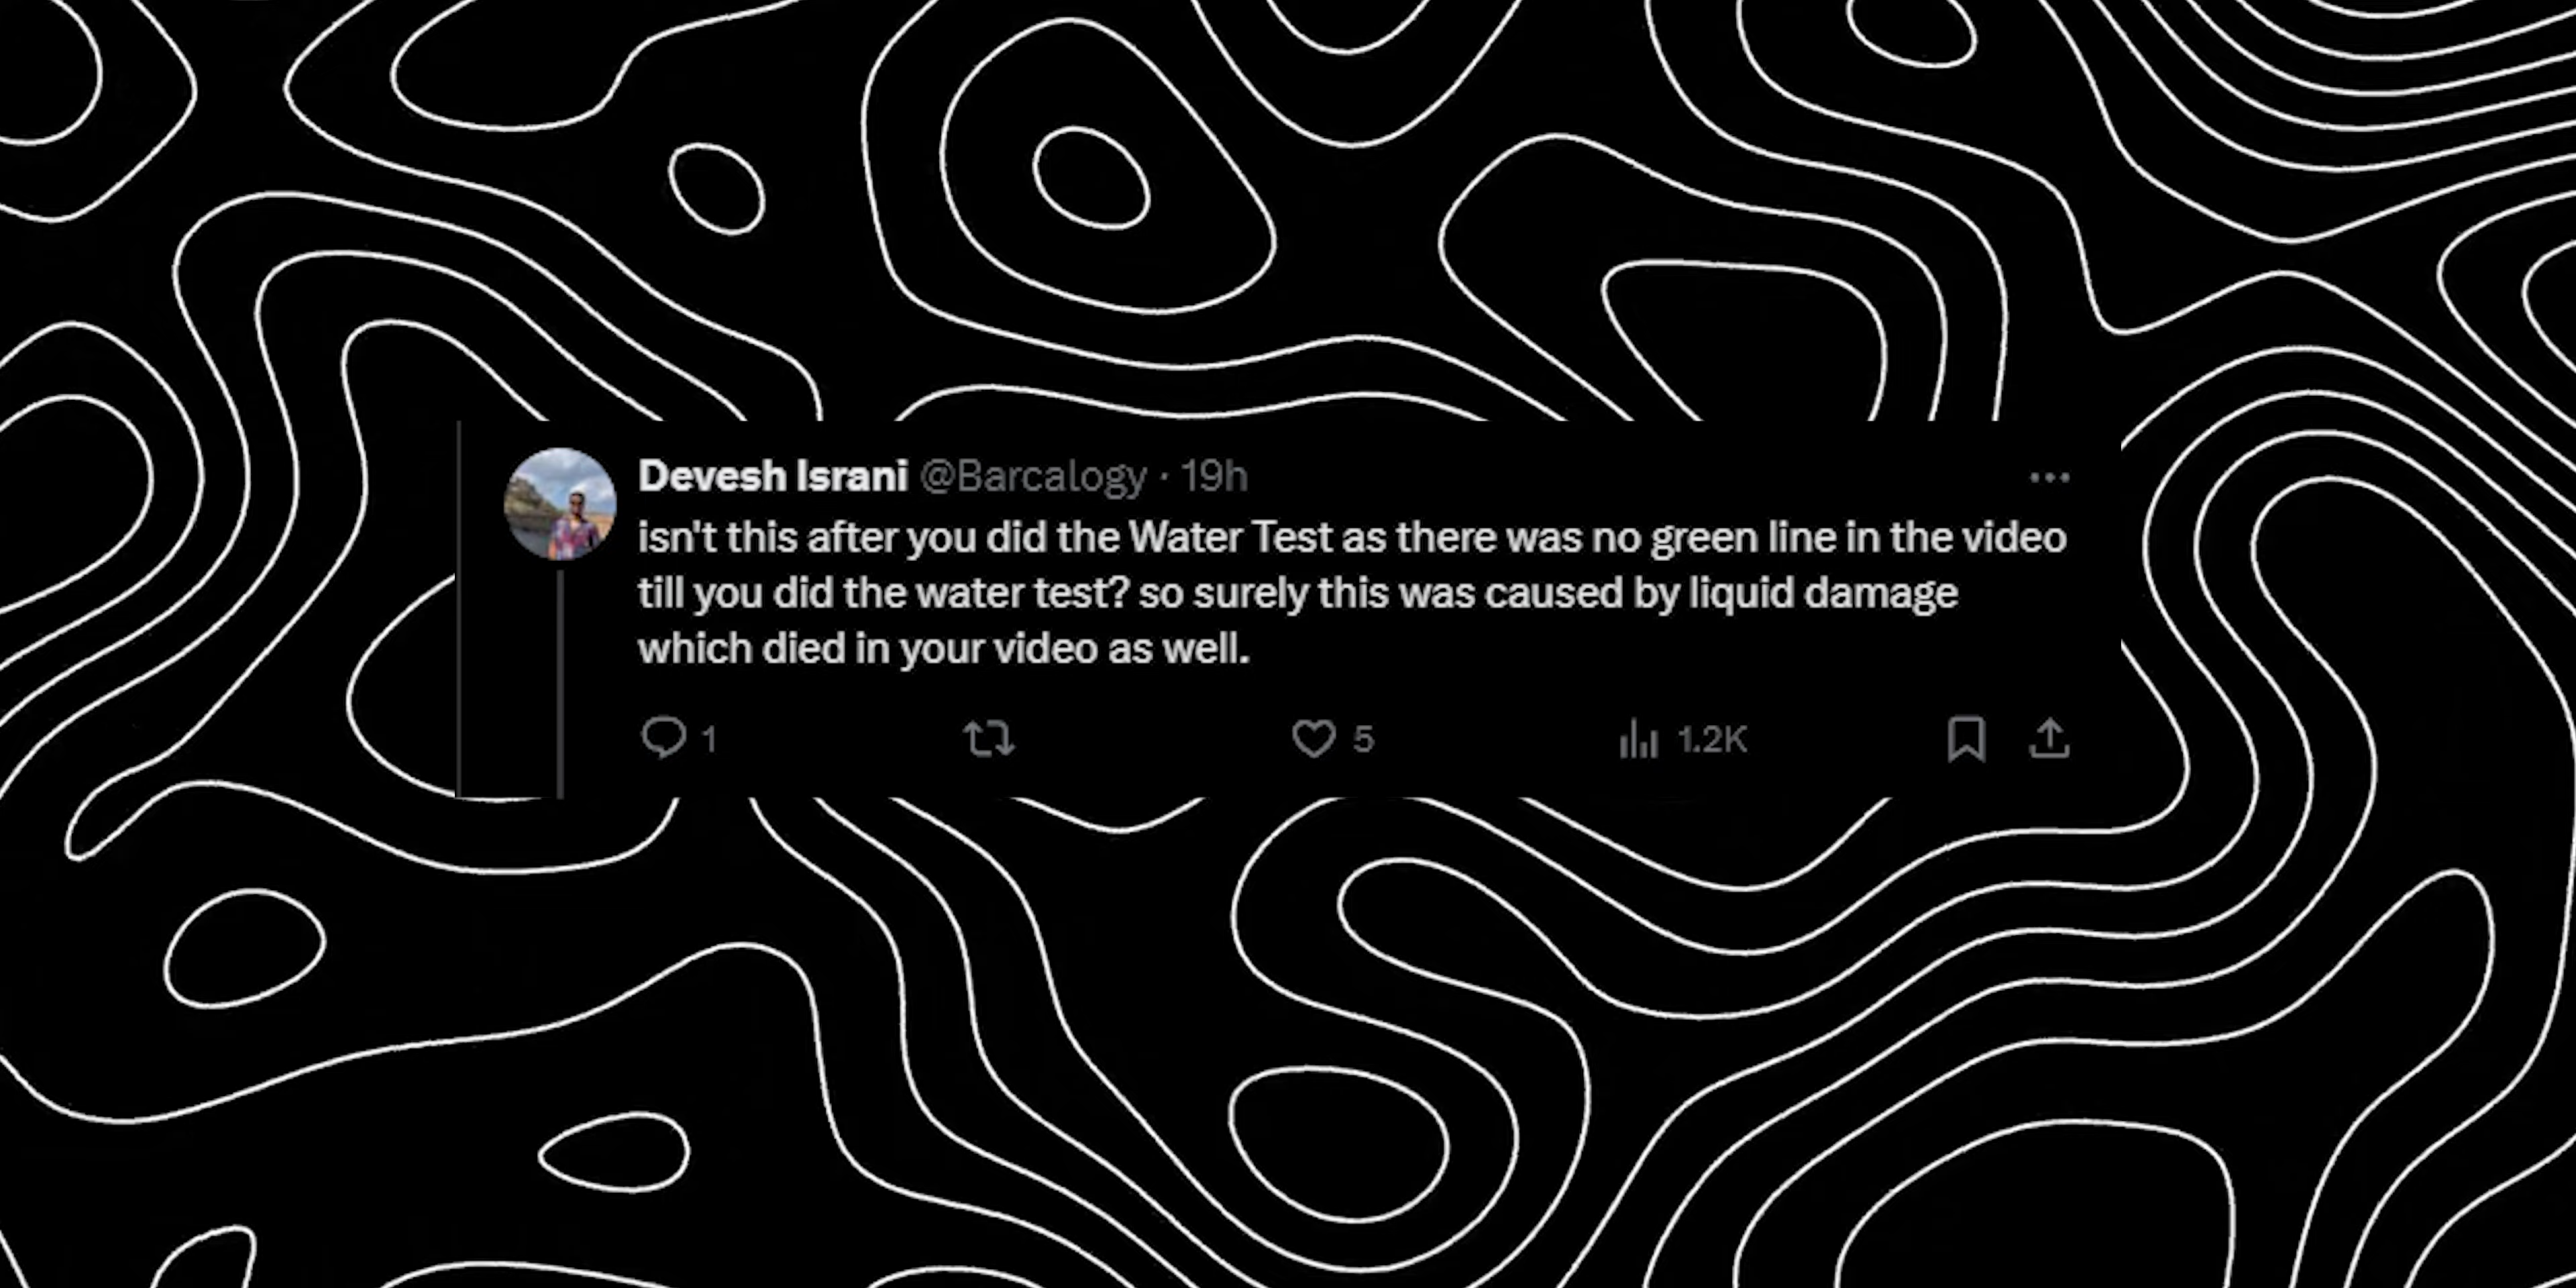 Devesh Israni @Barcalogy · 19h
isn't this after you did the Water Test as there was no green line in the video
till you did the water test? so surely this was caused by liquid damage
which died in your video as well.
1 5 1.2K